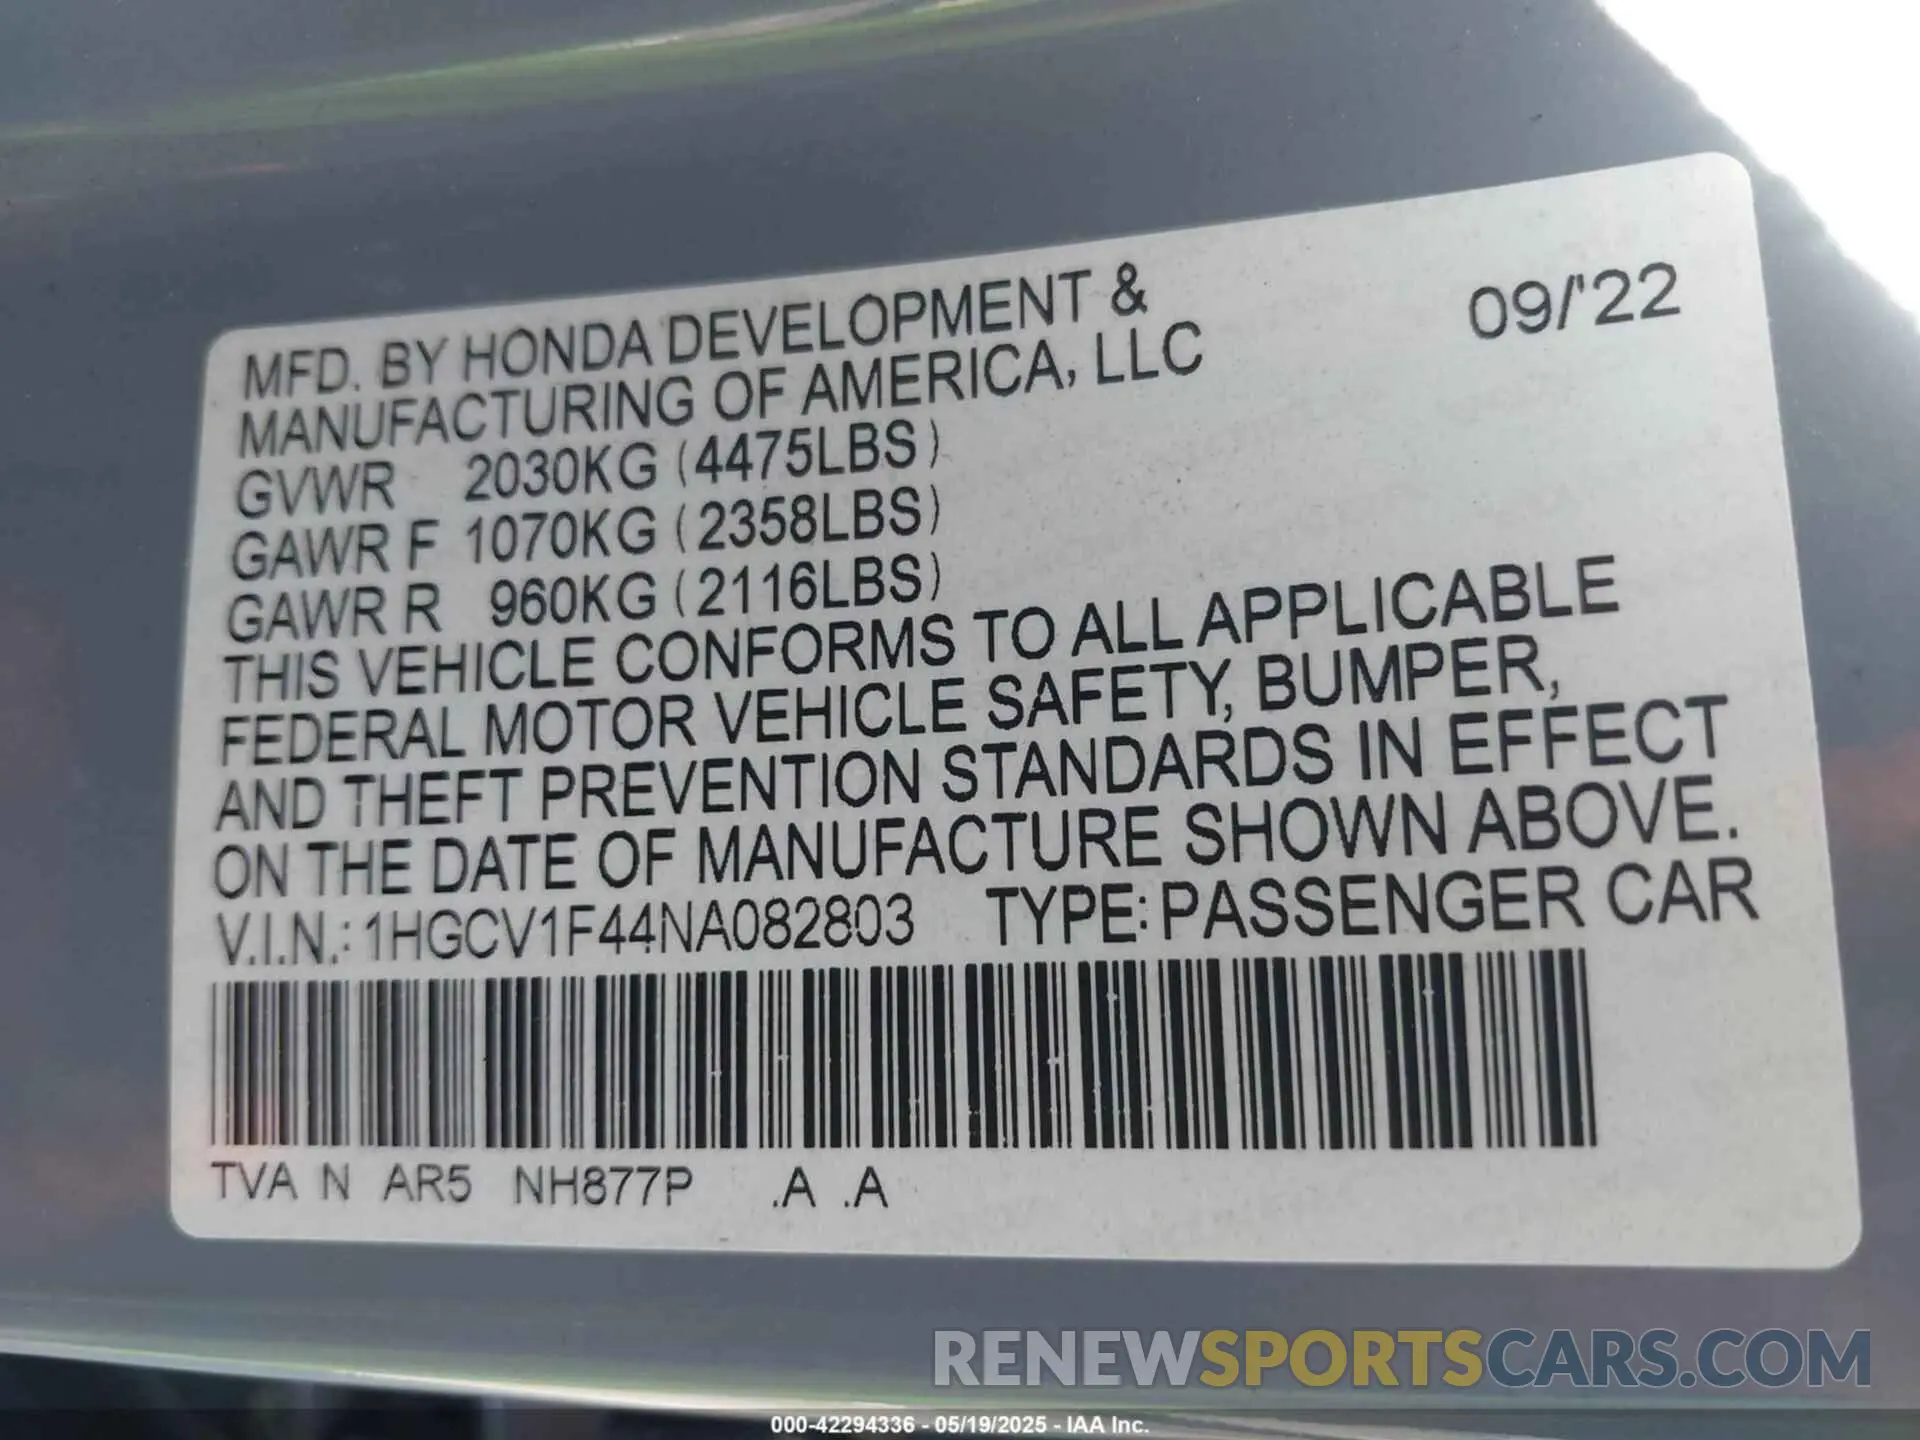 MFD. BY HONDA DEVELOPMENT & 09/'22
MANUFACTURING OF AMERICA, LLC
GVWR 2030KG (4475LBS)
GAWR F 1070KG (2358LBS)
GAWR R 960KG (2116LBS)
THIS VEHICLE CONFORMS TO ALL APPLICABLE
FEDERAL MOTOR VEHICLE SAFETY, BUMPER,
AND THEFT PREVENTION STANDARDS IN EFFECT
ON THE DATE OF MANUFACTURE SHOWN ABOVE.
V.I.N.: 1HGCV1F44NA082803 TYPE: PASSENGER CAR
TVA N AR5 NH877P .A .A
RENEWSPORTSCARS.COM
000-42294336 - 05/19/2025 - IAA Inc.